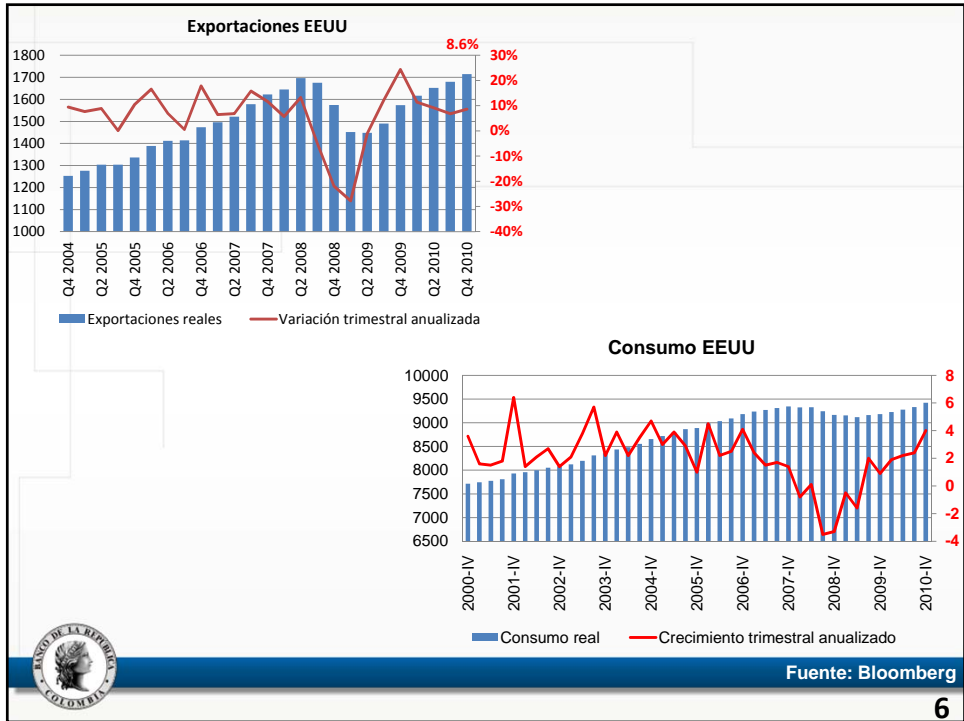 Exportaciones EEUU
8.6%
1800
1700
1600
1500
1400
1300
1200
1100
1000
30%
20%
10%
0%
-10%
-20%
-30%
-40%
Q4 2004
Q2 2005
Q4 2005
Q2 2006
Q4 2006
Q2 2007
Q4 2007
Q2 2008
Q4 2008
Q2 2009
Q4 2009
Q2 2010
Q4 2010
Exportaciones reales
Variación trimestral anualizada
Consumo EEUU
10000
9500
9000
8500
8000
7500
7000
6500
8
6
4
2
0
-2
-4
2000-IV
2001-IV
2002-IV
2003-IV
2004-IV
2005-IV
2006-IV
2007-IV
2008-IV
2009-IV
2010-IV
Consumo real
Crecimiento trimestral anualizado
BANCO DE LA REPÚBLICA
COLOMBIA
Fuente: Bloomberg
6